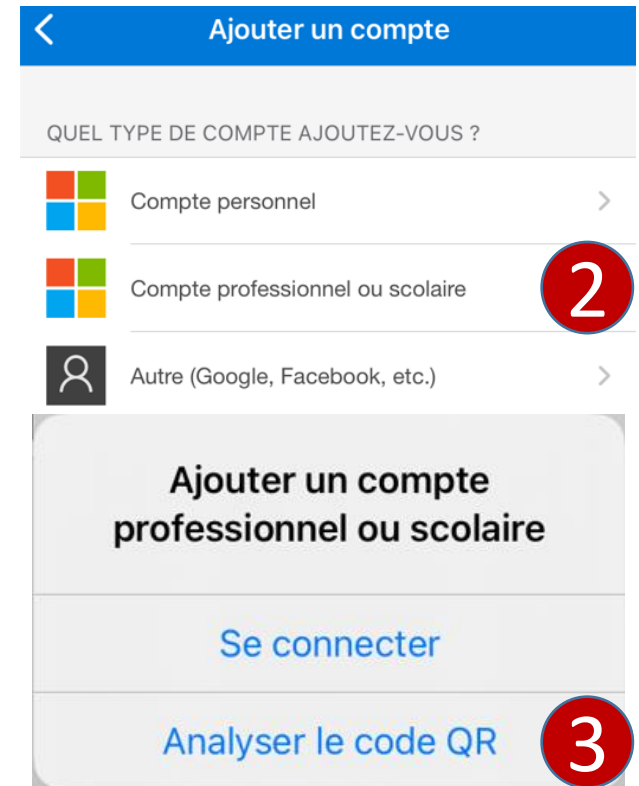 Ajouter un compte
QUEL TYPE DE COMPTE AJOUTEZ-VOUS ?
Compte personnel
Compte professionnel ou scolaire
2
Autre (Google, Facebook, etc.)
Ajouter un compte
professionnel ou scolaire
Se connecter
Analyser le code QR
3